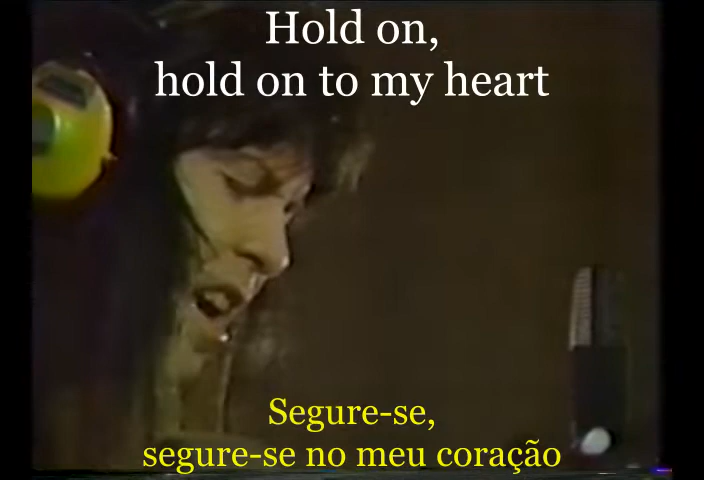 Hold on,
hold on to my heart
Segure-se,
segure-se no meu coração